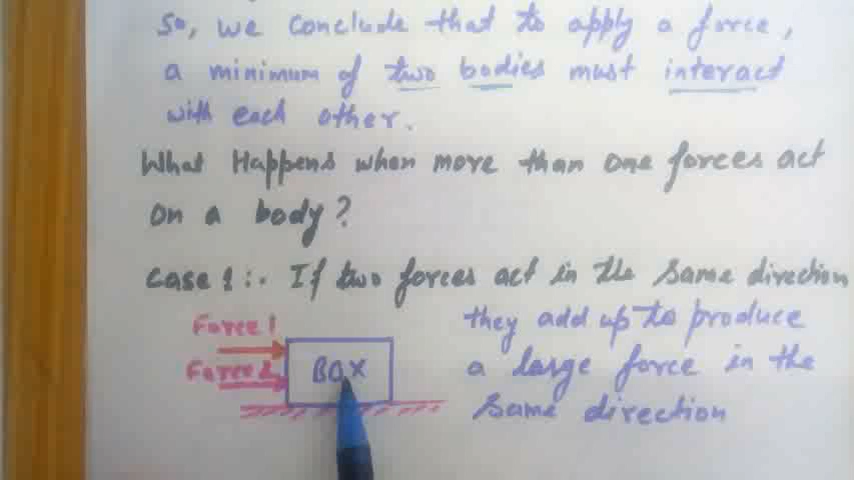 So, we conclude that to apply a force,
a minimum of two bodies must interact
with each other.
What Happens when more than one forces act
on a body?
Case 1:- If two forces act in the same direction
they add up to produce
a large force in the
same direction
Force 1
Force 2
BOX